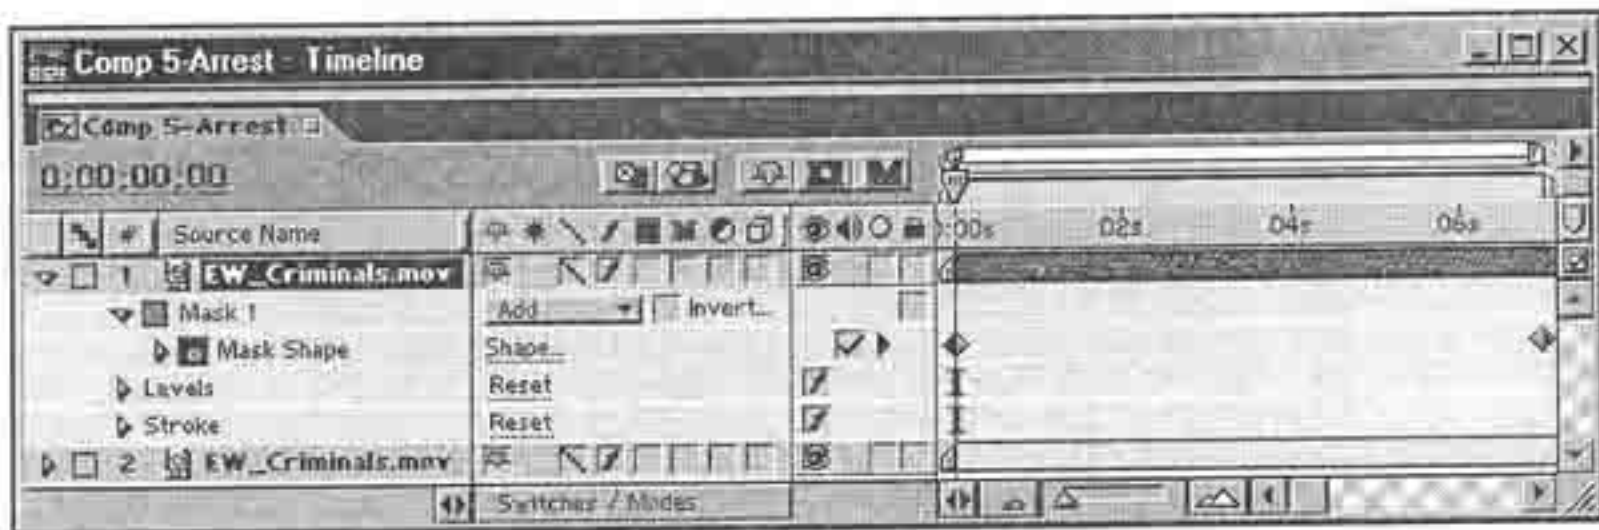 Comp 5-Arrest - Timeline
Comp 5-Arrest
0;00;00;00
# Source Name :00s 02s 04s 06s
1 EW_Criminals.mov
Mask 1 Add Invert...
Mask Shape Shape...
Levels Reset
Stroke Reset
2 EW_Criminals.mov
Switches / Modes